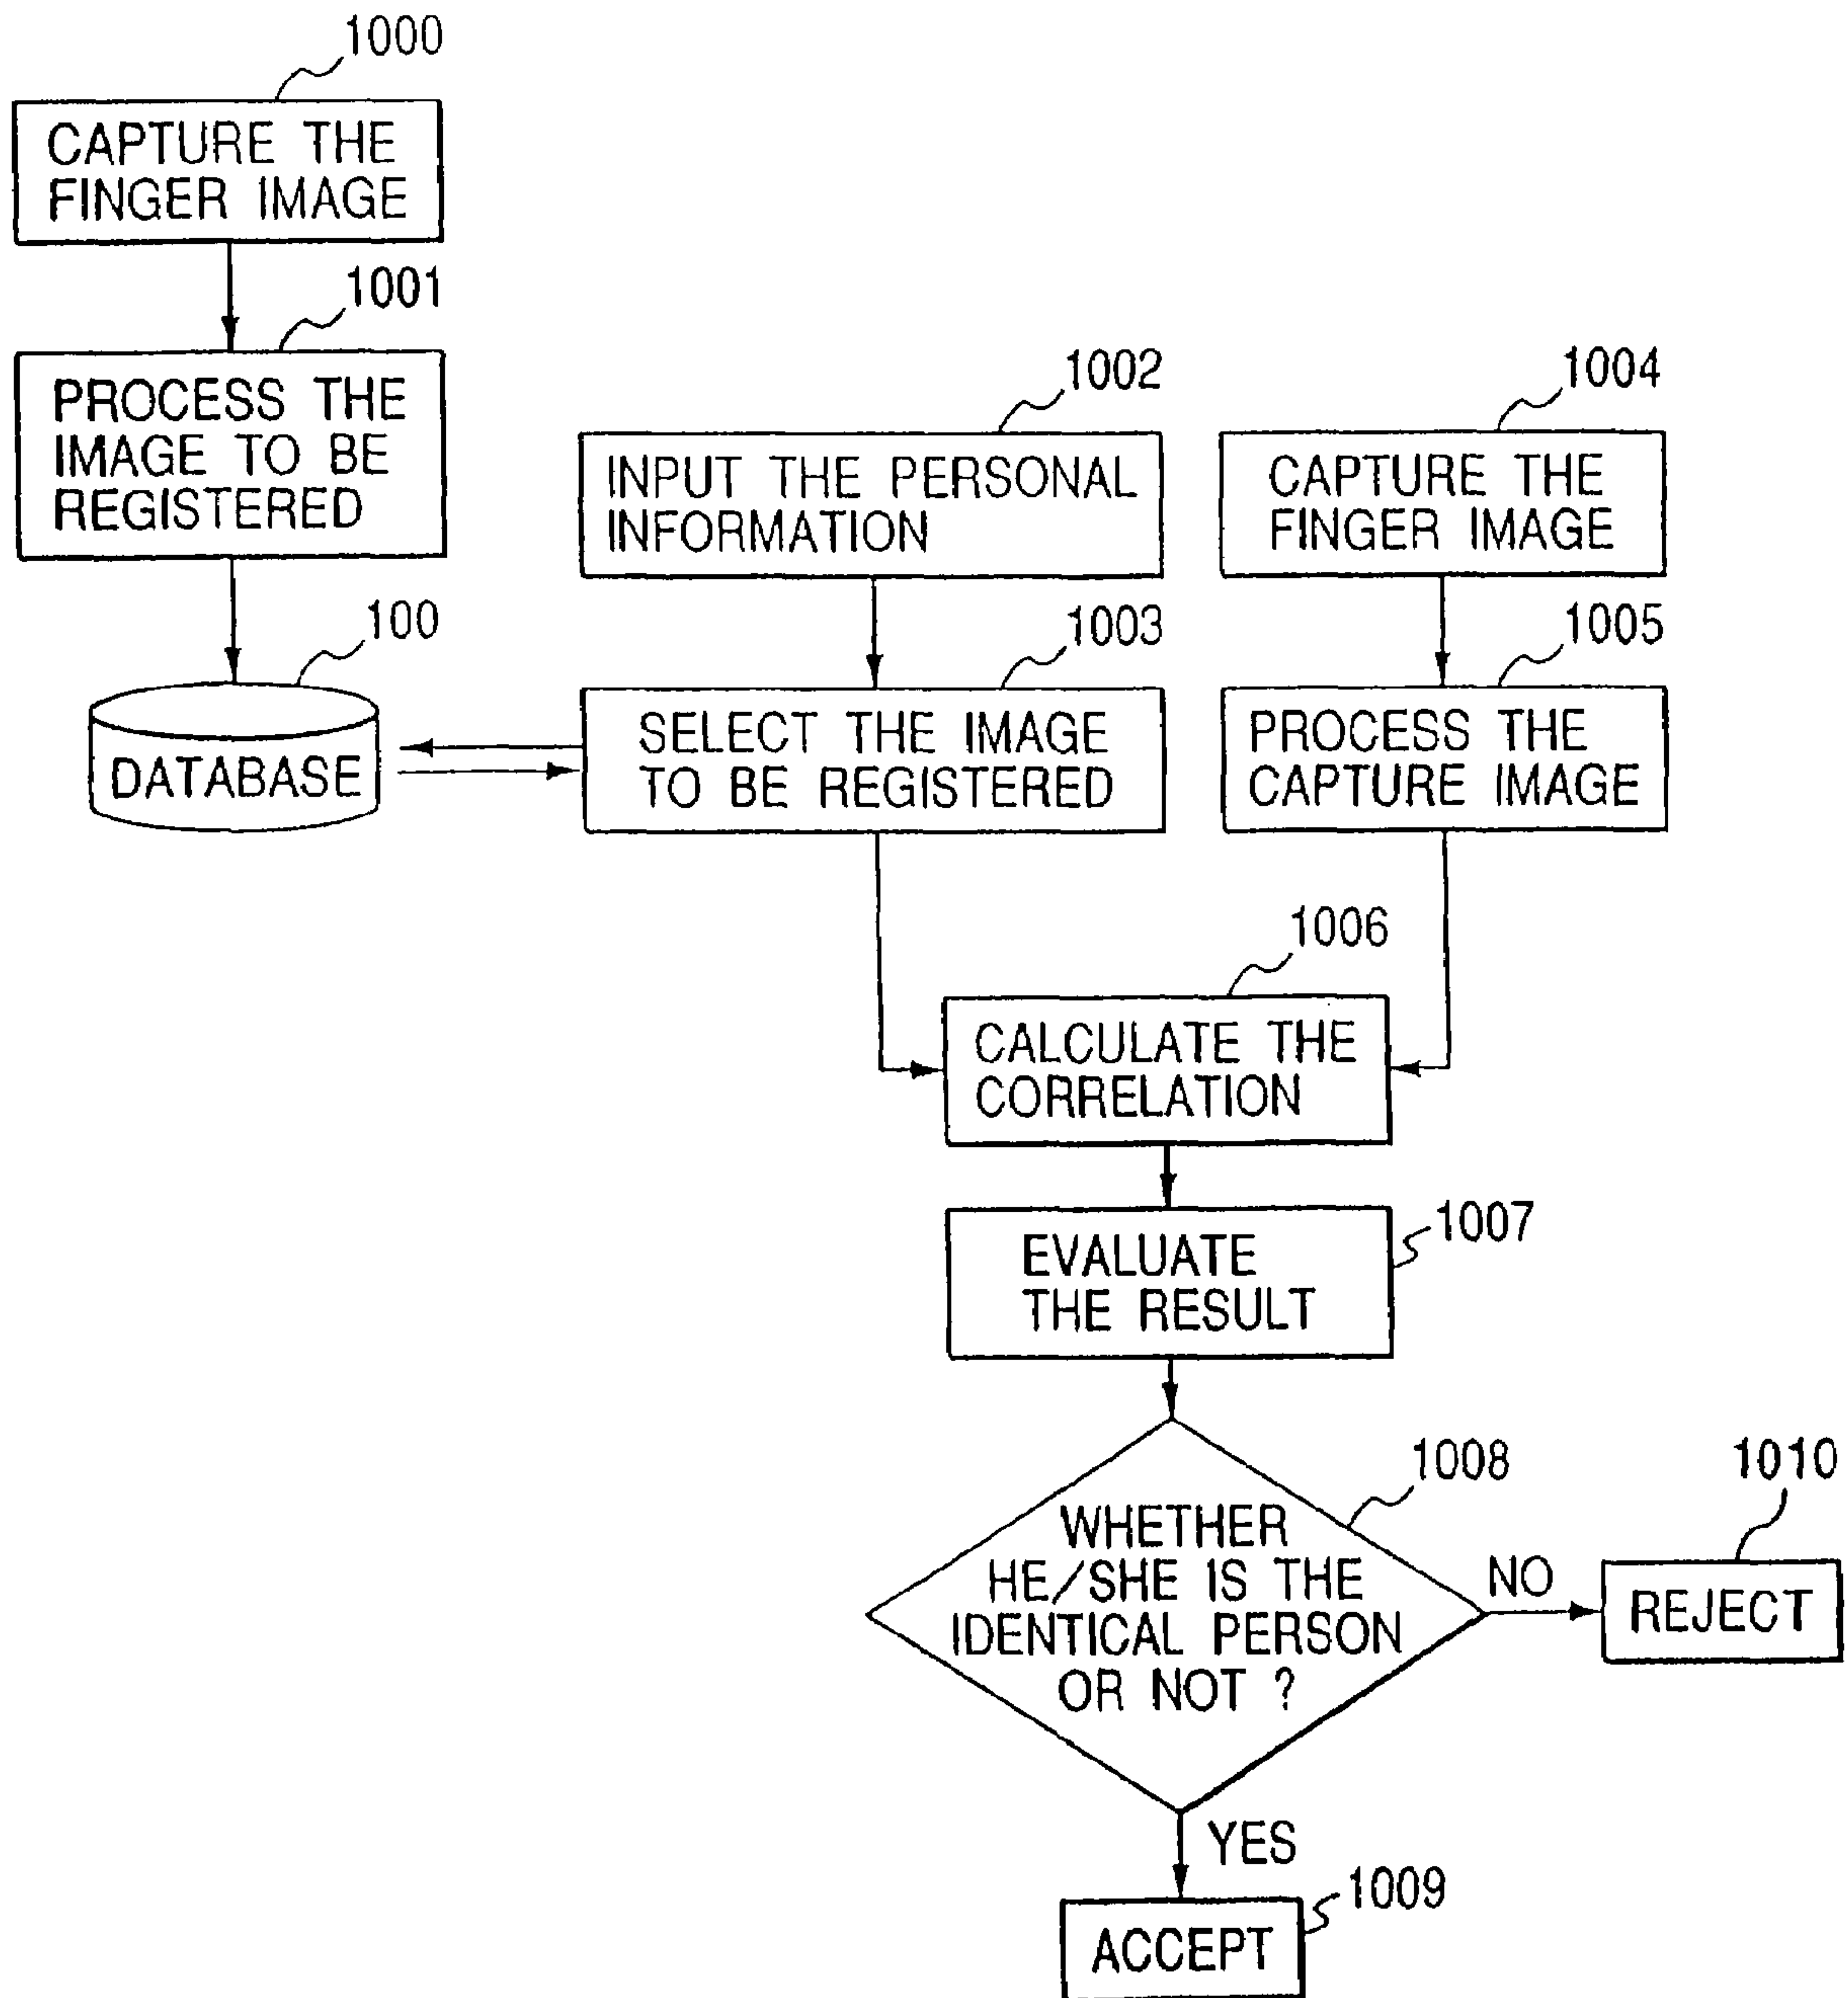 1000
CAPTURE THE
FINGER IMAGE
1001
PROCESS THE
IMAGE TO BE
REGISTERED
100
DATABASE
1002
INPUT THE PERSONAL
INFORMATION
1003
SELECT THE IMAGE
TO BE REGISTERED
1004
CAPTURE THE
FINGER IMAGE
1005
PROCESS THE
CAPTURE IMAGE
1006
CALCULATE THE
CORRELATION
1007
EVALUATE
THE RESULT
1008
WHETHER
HE/SHE IS THE
IDENTICAL PERSON
OR NOT ?
NO
1010
REJECT
YES
1009
ACCEPT